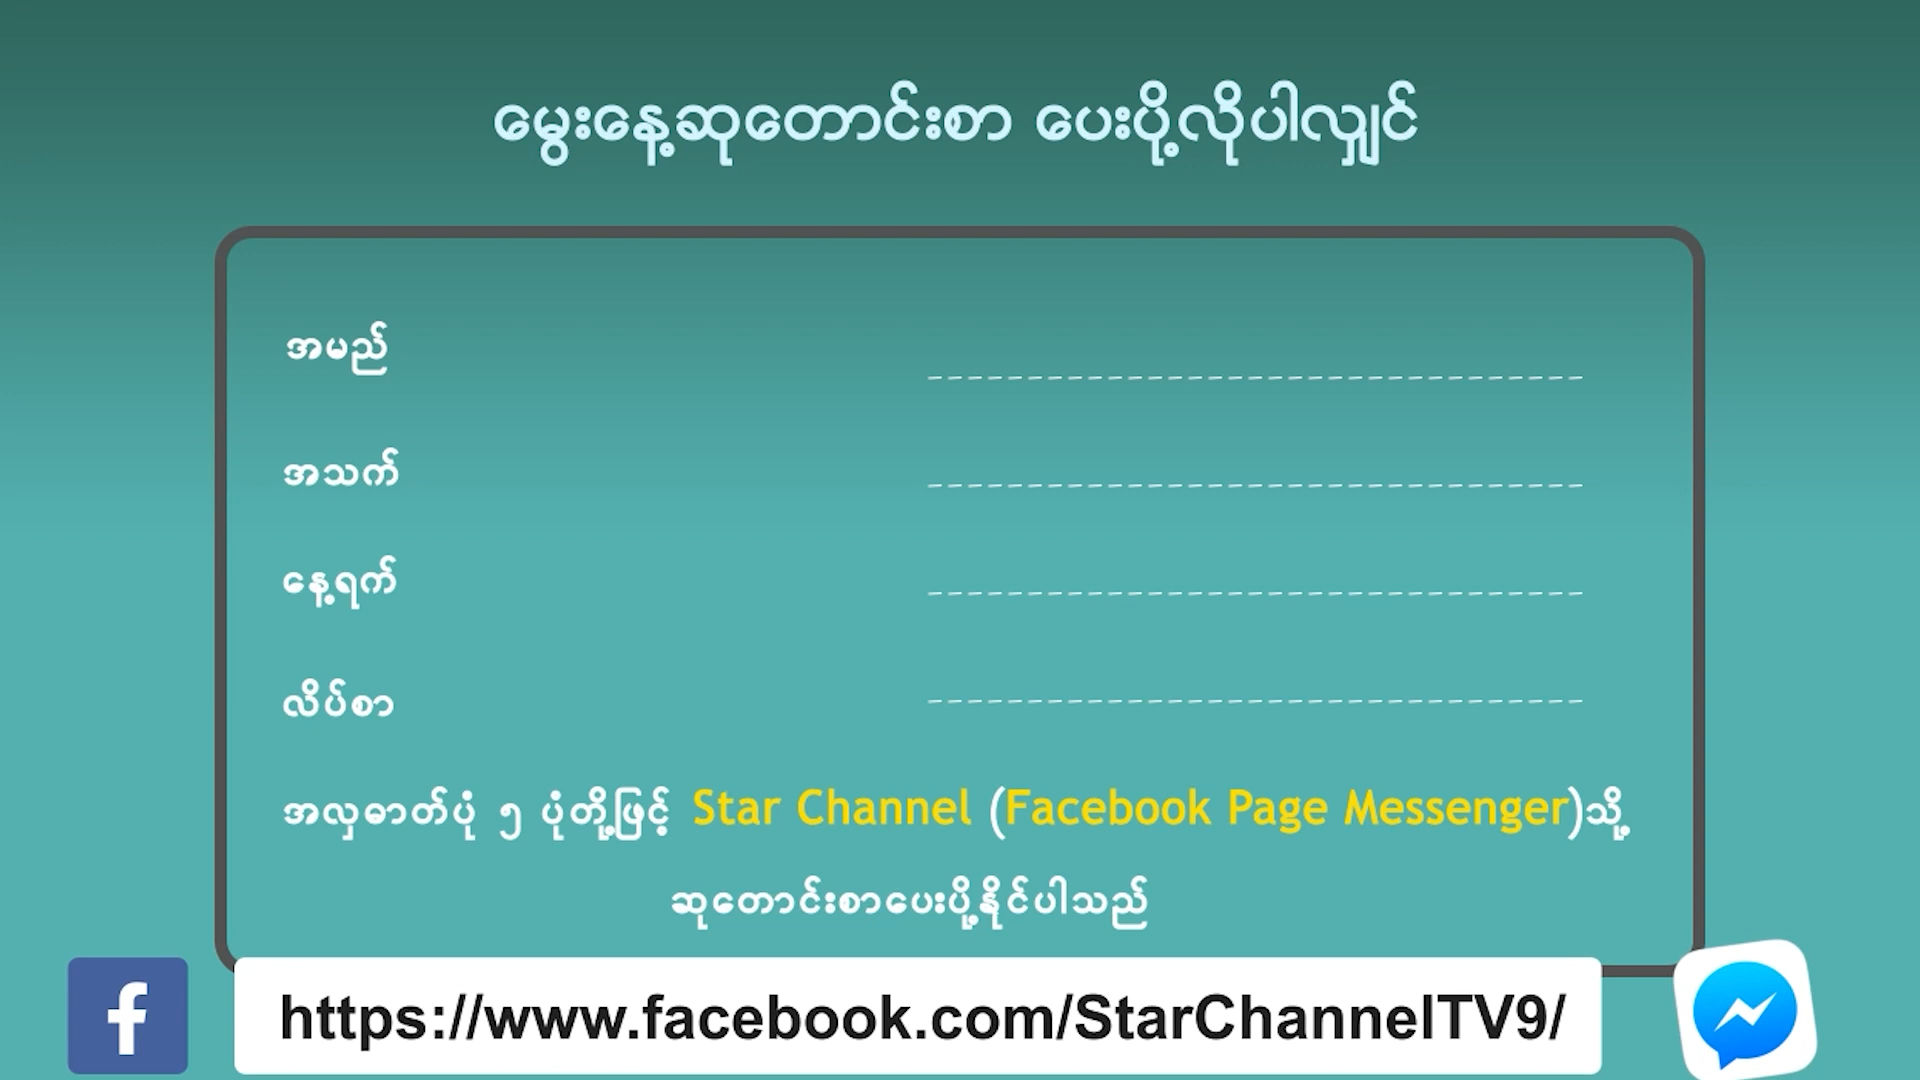 မွေးနေ့ဆုတောင်းစာ ပေးပို့လိုပါလျှင်
အမည် --------------------------------
အသက် --------------------------------
နေ့ရက် --------------------------------
လိပ်စာ --------------------------------
အလှဓာတ်ပုံ ၅ ပုံတို့ဖြင့် Star Channel (Facebook Page Messenger)သို့
ဆုတောင်းစာပေးပို့နိုင်ပါသည်
https://www.facebook.com/StarChannelTV9/